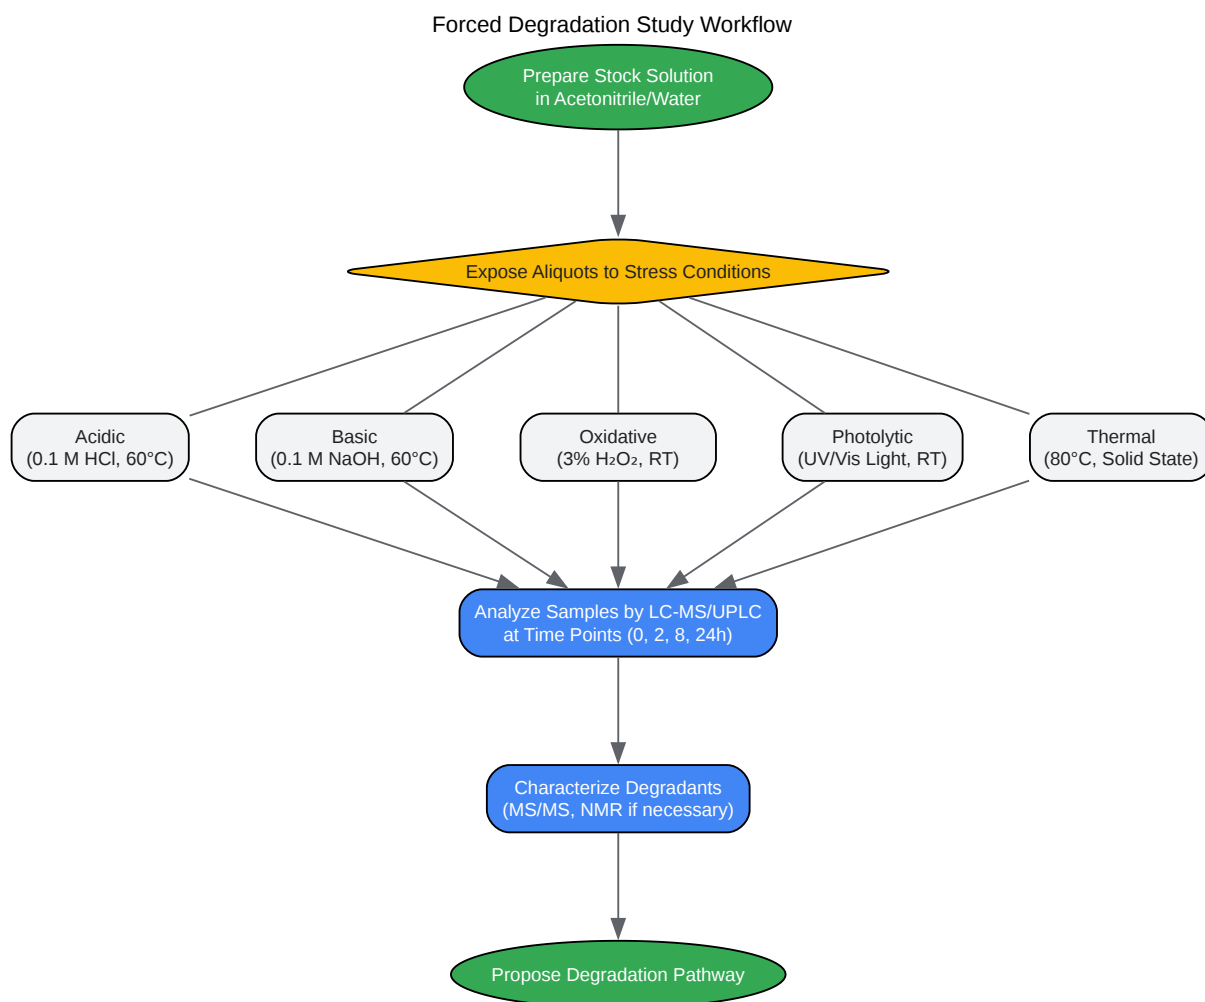 Forced Degradation Study Workflow
Prepare Stock Solution
in Acetonitrile/Water
Expose Aliquots to Stress Conditions
Acidic
(0.1 M HCl, 60°C)
Basic
(0.1 M NaOH, 60°C)
Oxidative
(3% H₂O₂, RT)
Photolytic
(UV/Vis Light, RT)
Thermal
(80°C, Solid State)
Analyze Samples by LC-MS/UPLC
at Time Points (0, 2, 8, 24h)
Characterize Degradants
(MS/MS, NMR if necessary)
Propose Degradation Pathway